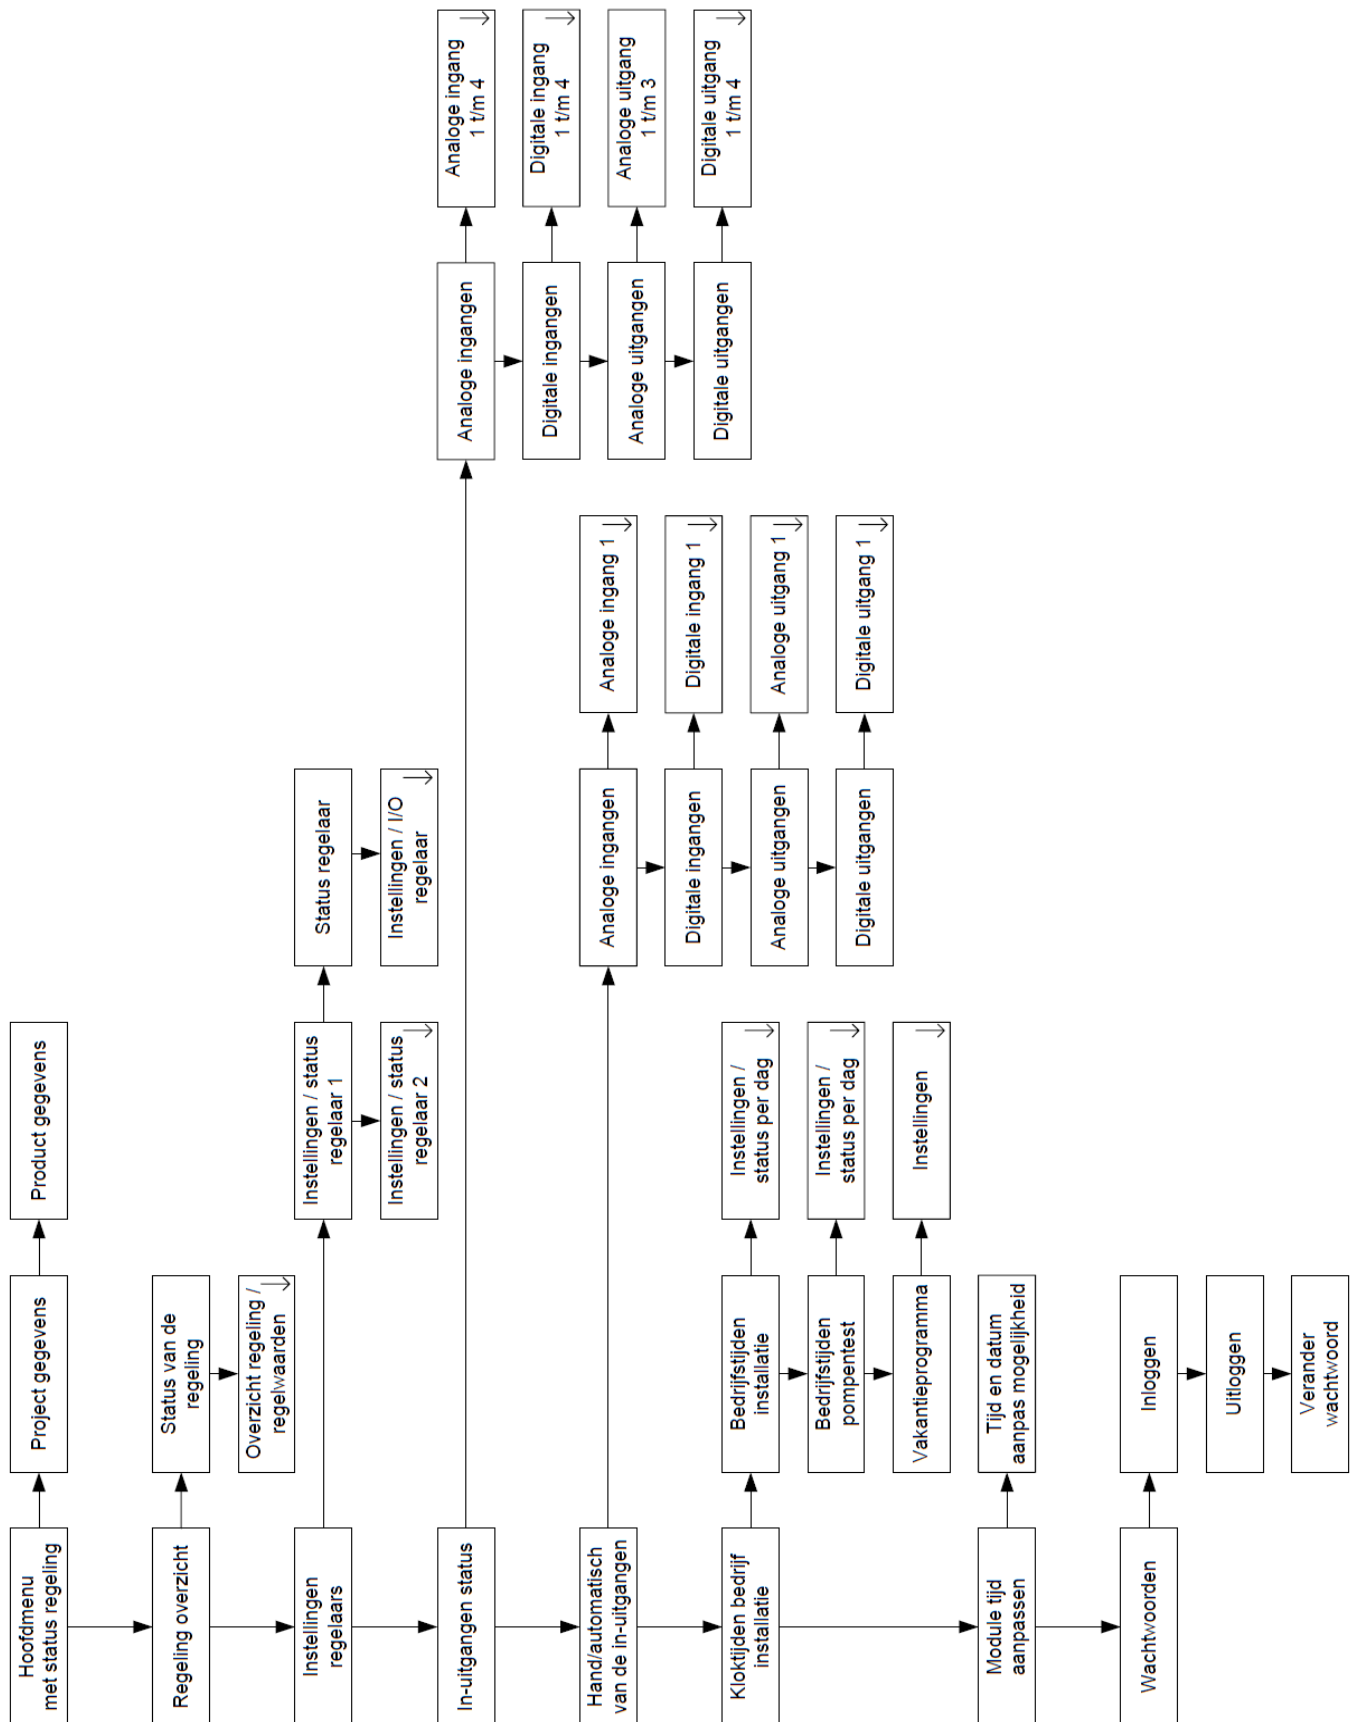 Hoofdmenu
met status regeling
Project gegevens
Product gegevens
Regeling overzicht
Status van de
regeling
Overzicht regeling /
regelwaarden
Instellingen
regelaars
Instellingen / status
regelaar 1
Status regelaar
Instellingen / status
regelaar 2
Instellingen / I/O
regelaar
In-uitgangen status
Analoge ingangen
Analoge ingang
1 t/m 4
Digitale ingangen
Digitale ingang
1 t/m 4
Analoge uitgangen
Analoge uitgang
1 t/m 3
Digitale uitgangen
Digitale uitgang
1 t/m 4
Hand/automatisch
van de in-uitgangen
Analoge ingangen
Analoge ingang 1
Digitale ingangen
Digitale ingang 1
Analoge uitgangen
Analoge uitgang 1
Digitale uitgangen
Digitale uitgang 1
Kloktijden bedrijf
installatie
Bedrijfstijden
installatie
Instellingen /
status per dag
Bedrijfstijden
pompentest
Instellingen /
status per dag
Vakantieprogramma
Instellingen
Module tijd
aanpassen
Tijd en datum
aanpas mogelijkheid
Wachtwoorden
Inloggen
Uitloggen
Verander
wachtwoord